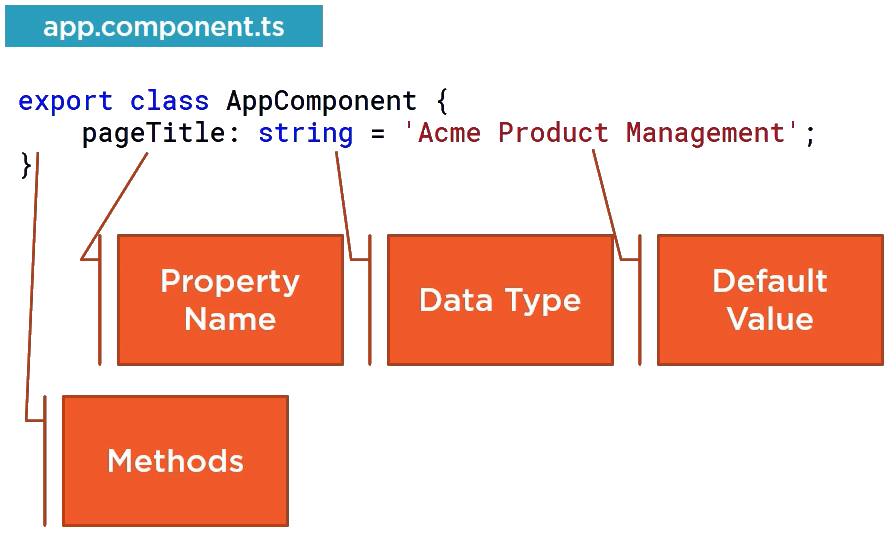 app.component.ts
export class AppComponent {
pageTitle: string = 'Acme Product Management';
}
Property
Name
Data Type
Default
Value
Methods